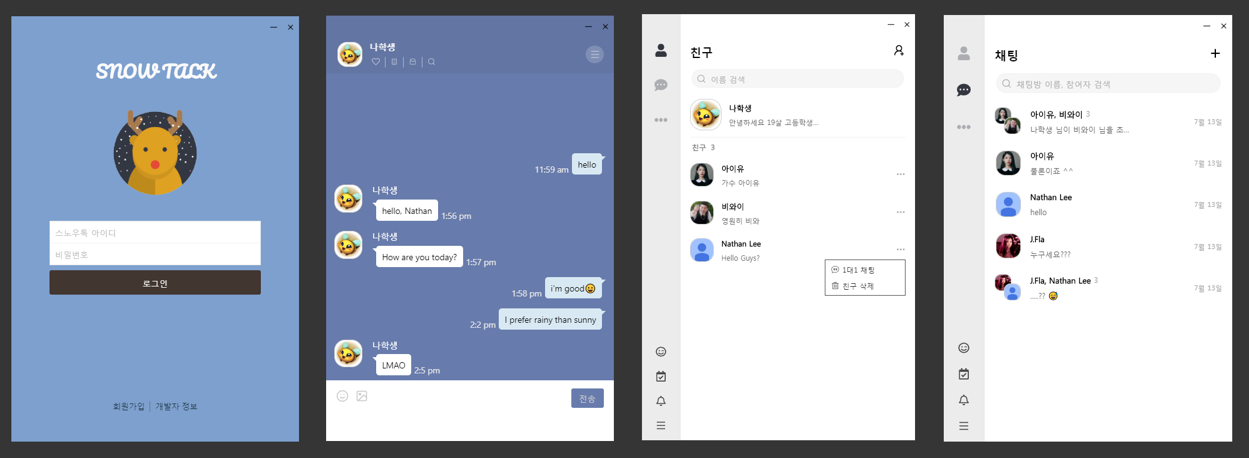 SNOW TALK
스노우톡 아이디
비밀번호
로그인
회원가입 | 개발자 정보
나학생
11:59 am hello
나학생
hello, Nathan 1:56 pm
나학생
How are you today? 1:57 pm
1:58 pm i'm good😀
2:2 pm I prefer rainy than sunny
나학생
LMAO 2:5 pm
전송
친구
이름 검색
나학생
안녕하세요 19살 고등학생...
친구 3
아이유
가수 아이유
비와이
영원히 비와
Nathan Lee
Hello Guys?
1대1 채팅
친구 삭제
채팅
채팅방 이름, 참여자 검색
아이유, 비와이 3
나학생 님이 비와이 님을 초...
7월 13일
아이유
물론이죠 ^^
7월 13일
Nathan Lee
hello
7월 13일
J.Fla
누구세요???
7월 13일
J.Fla, Nathan Lee 3
....?? 😅
7월 13일